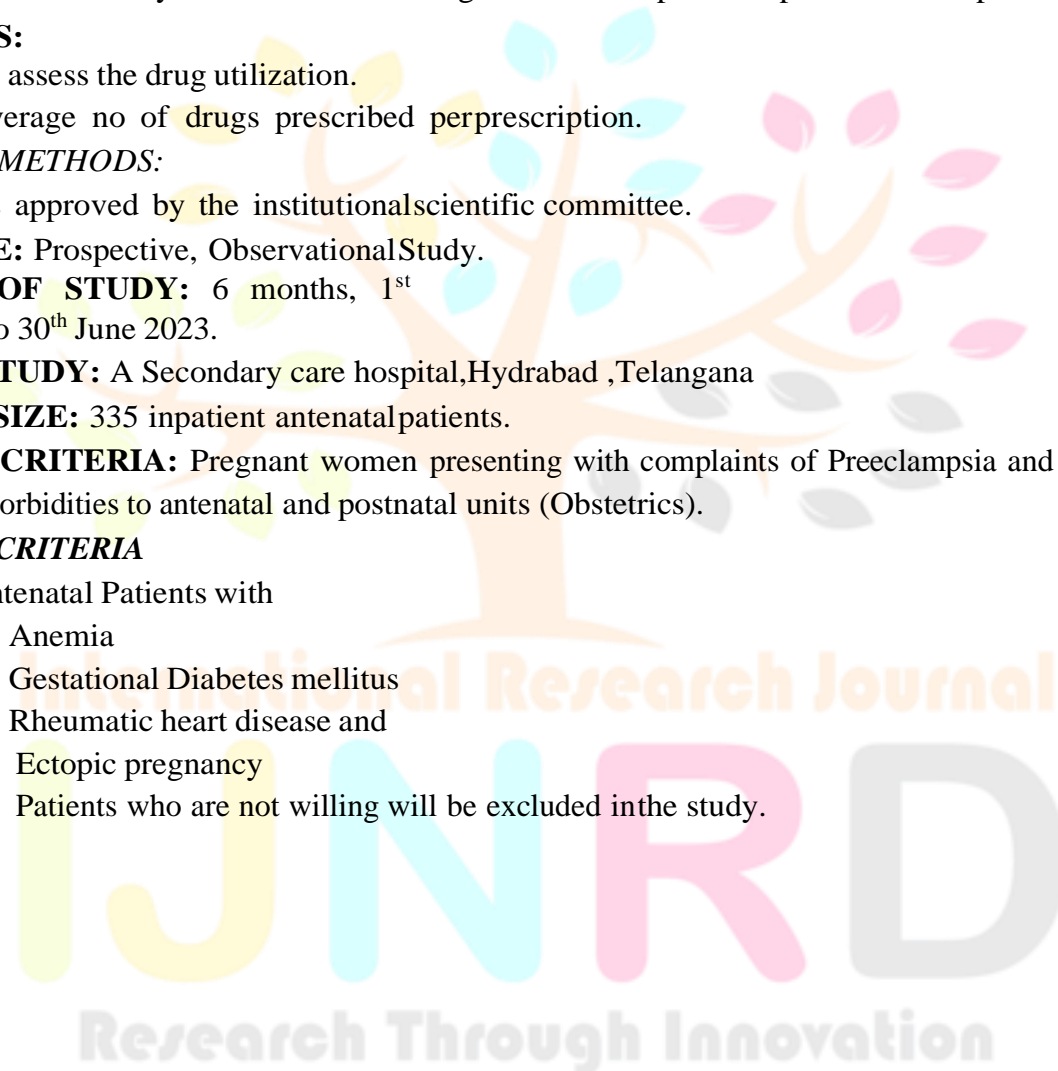 S:
assess the drug utilization.
verage no of drugs prescribed perprescription.
METHODS:
approved by the institutionalscientific committee.
E: Prospective, ObservationalStudy.
OF STUDY: 6 months, 1st
o 30th June 2023.
TUDY: A Secondary care hospital,Hydrabad ,Telangana
SIZE: 335 inpatient antenatalpatients.
CRITERIA: Pregnant women presenting with complaints of Preeclampsia and
orbidities to antenatal and postnatal units (Obstetrics).
CRITERIA
ntenatal Patients with
Anemia
Gestational Diabetes mellitus
Rheumatic heart disease and
Ectopic pregnancy
Patients who are not willing will be excluded inthe study.
International Research Journal
IJNRD
Research Through Innovation